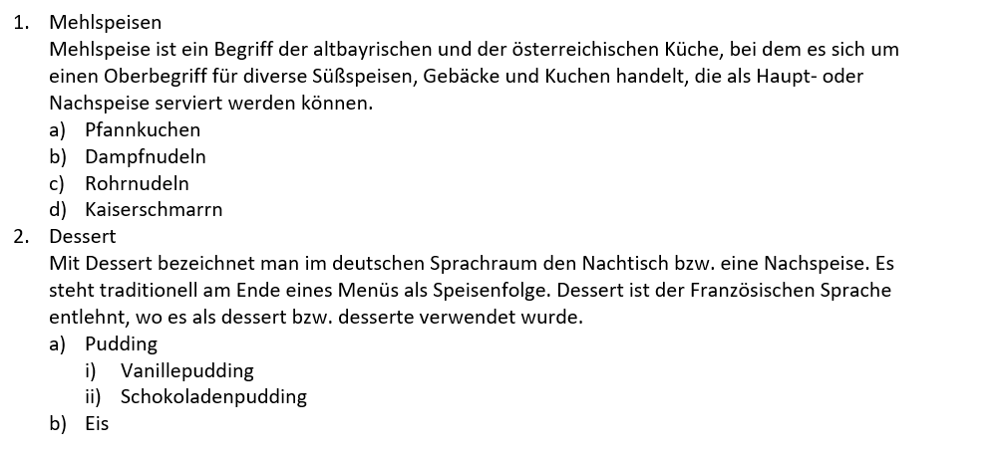 1. Mehlspeisen
Mehlspeise ist ein Begriff der altbayrischen und der österreichischen Küche, bei dem es sich um
einen Oberbegriff für diverse Süßspeisen, Gebäcke und Kuchen handelt, die als Haupt- oder
Nachspeise serviert werden können.
a) Pfannkuchen
b) Dampfnudeln
c) Rohrnudeln
d) Kaiserschmarrn
2. Dessert
Mit Dessert bezeichnet man im deutschen Sprachraum den Nachtisch bzw. eine Nachspeise. Es
steht traditionell am Ende eines Menüs als Speisenfolge. Dessert ist der Französischen Sprache
entlehnt, wo es als dessert bzw. desserte verwendet wurde.
a) Pudding
i) Vanillepudding
ii) Schokoladenpudding
b) Eis